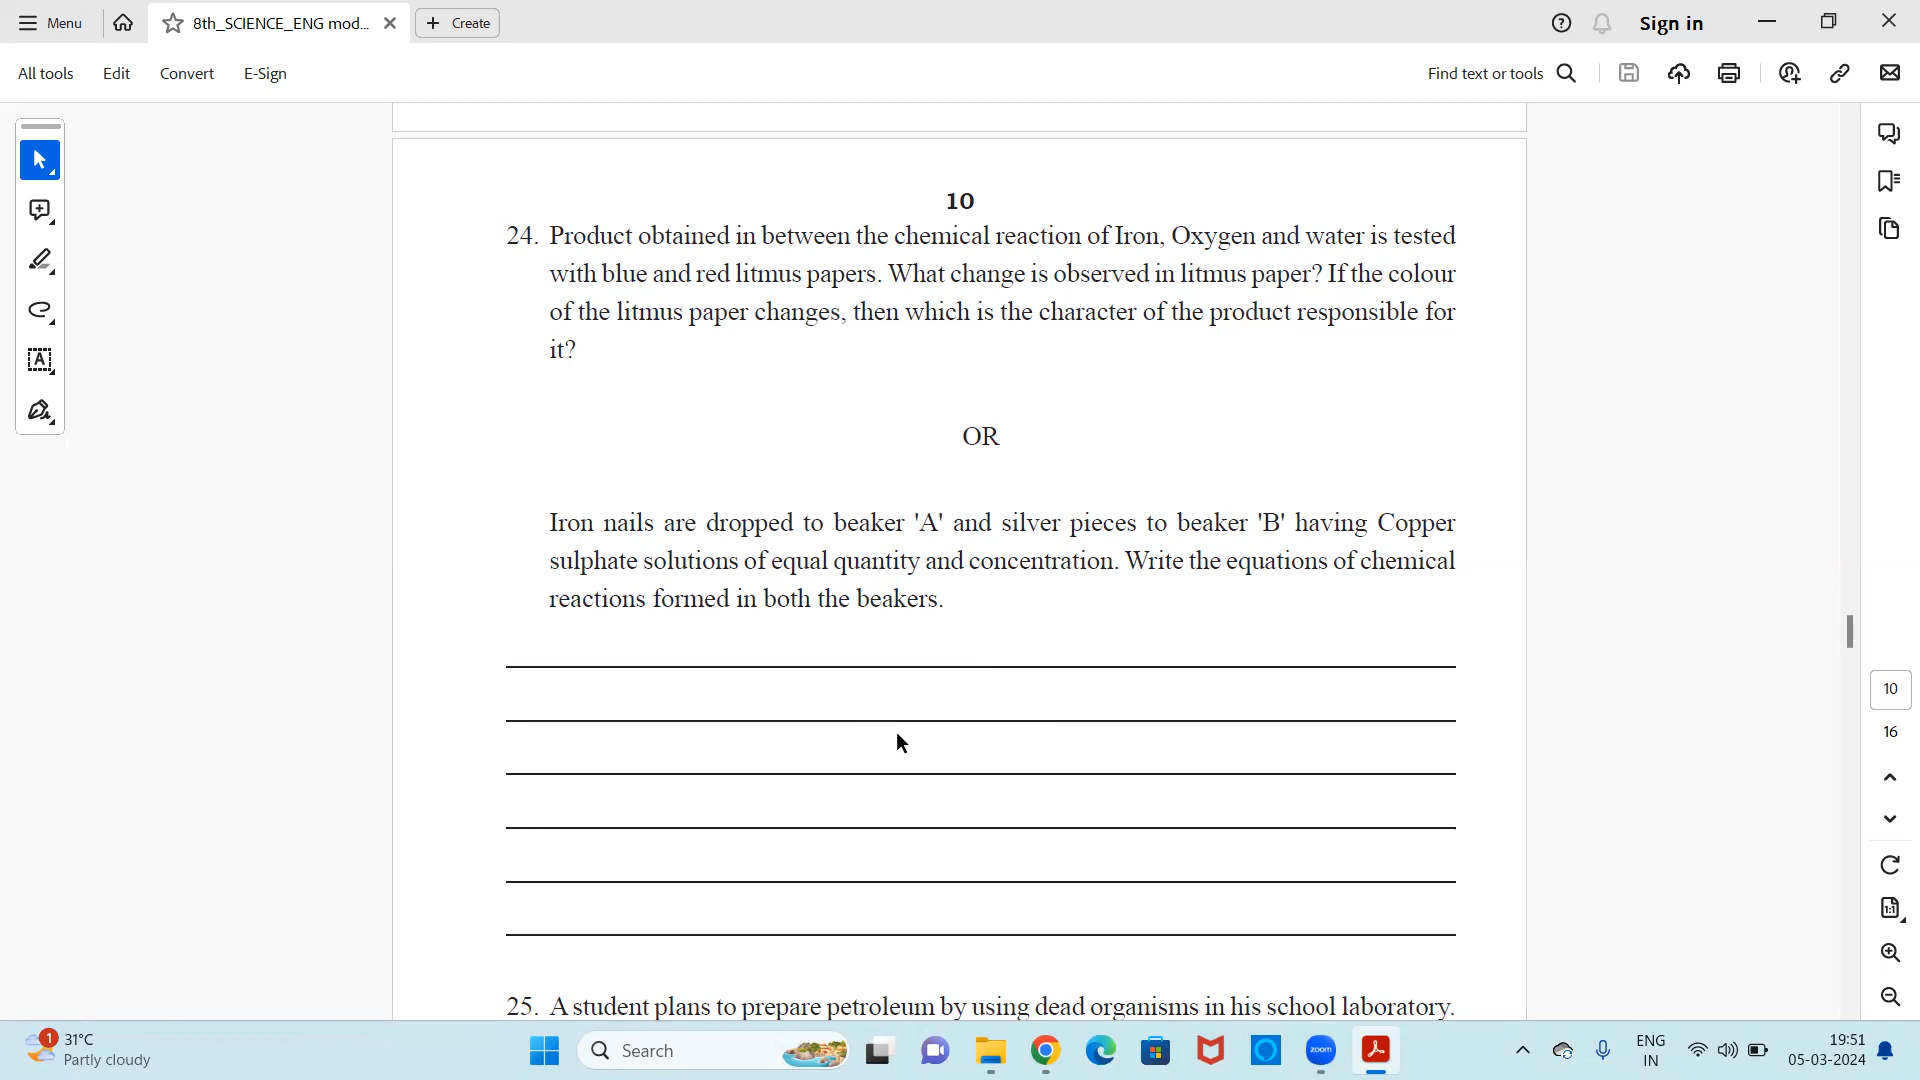 Menu
8th_SCIENCE_ENG mod...
Create
Sign in
All tools
Edit
Convert
E-Sign
Find text or tools
10
24. Product obtained in between the chemical reaction of Iron, Oxygen and water is tested
with blue and red litmus papers. What change is observed in litmus paper? If the colour
of the litmus paper changes, then which is the character of the product responsible for
it?
OR
Iron nails are dropped to beaker 'A' and silver pieces to beaker 'B' having Copper
sulphate solutions of equal quantity and concentration. Write the equations of chemical
reactions formed in both the beakers.
25. A student plans to prepare petroleum by using dead organisms in his school laboratory.
10
16
1:1
1
31°C
Partly cloudy
Search
zoom
ENG
IN
19:51
05-03-2024